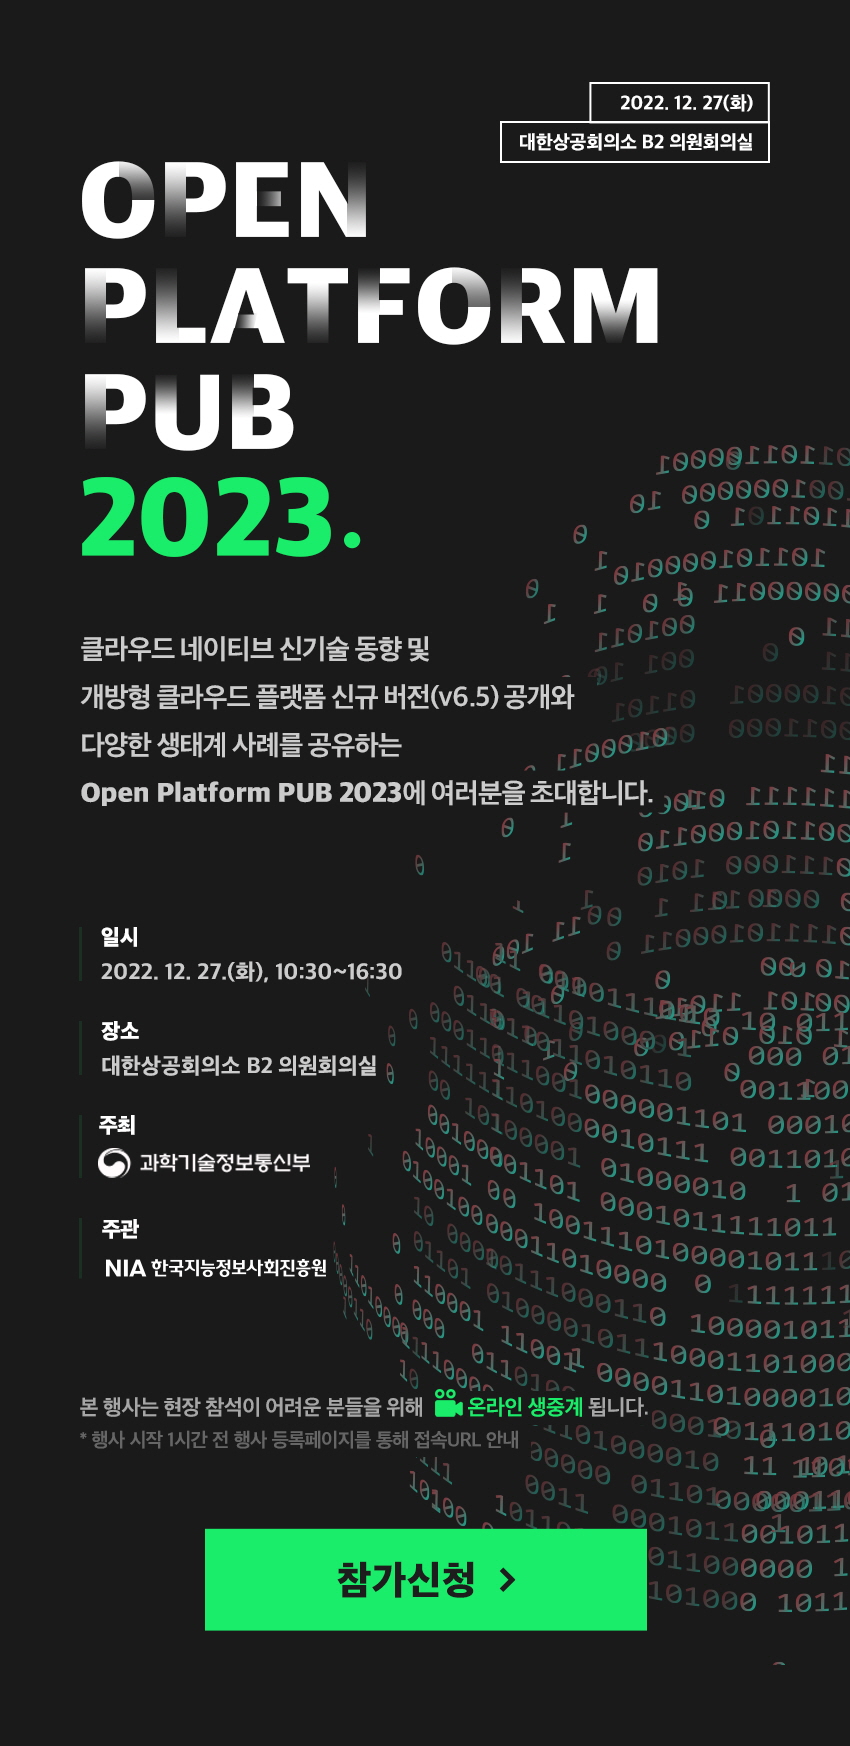 2022. 12. 27(화)
대한상공회의소 B2 의원회의실
OPEN
PLATFORM
PUB
2023.
클라우드 네이티브 신기술 동향 및
개방형 클라우드 플랫폼 신규 버전(v6.5) 공개와
다양한 생태계 사례를 공유하는
Open Platform PUB 2023에 여러분을 초대합니다.
일시
2022. 12. 27.(화), 10:30~16:30
장소
대한상공회의소 B2 의원회의실
주최
과학기술정보통신부
주관
NIA 한국지능정보사회진흥원
본 행사는 현장 참석이 어려운 분들을 위해 온라인 생중계 됩니다.
* 행사 시작 1시간 전 행사 등록페이지를 통해 접속URL 안내
참가신청